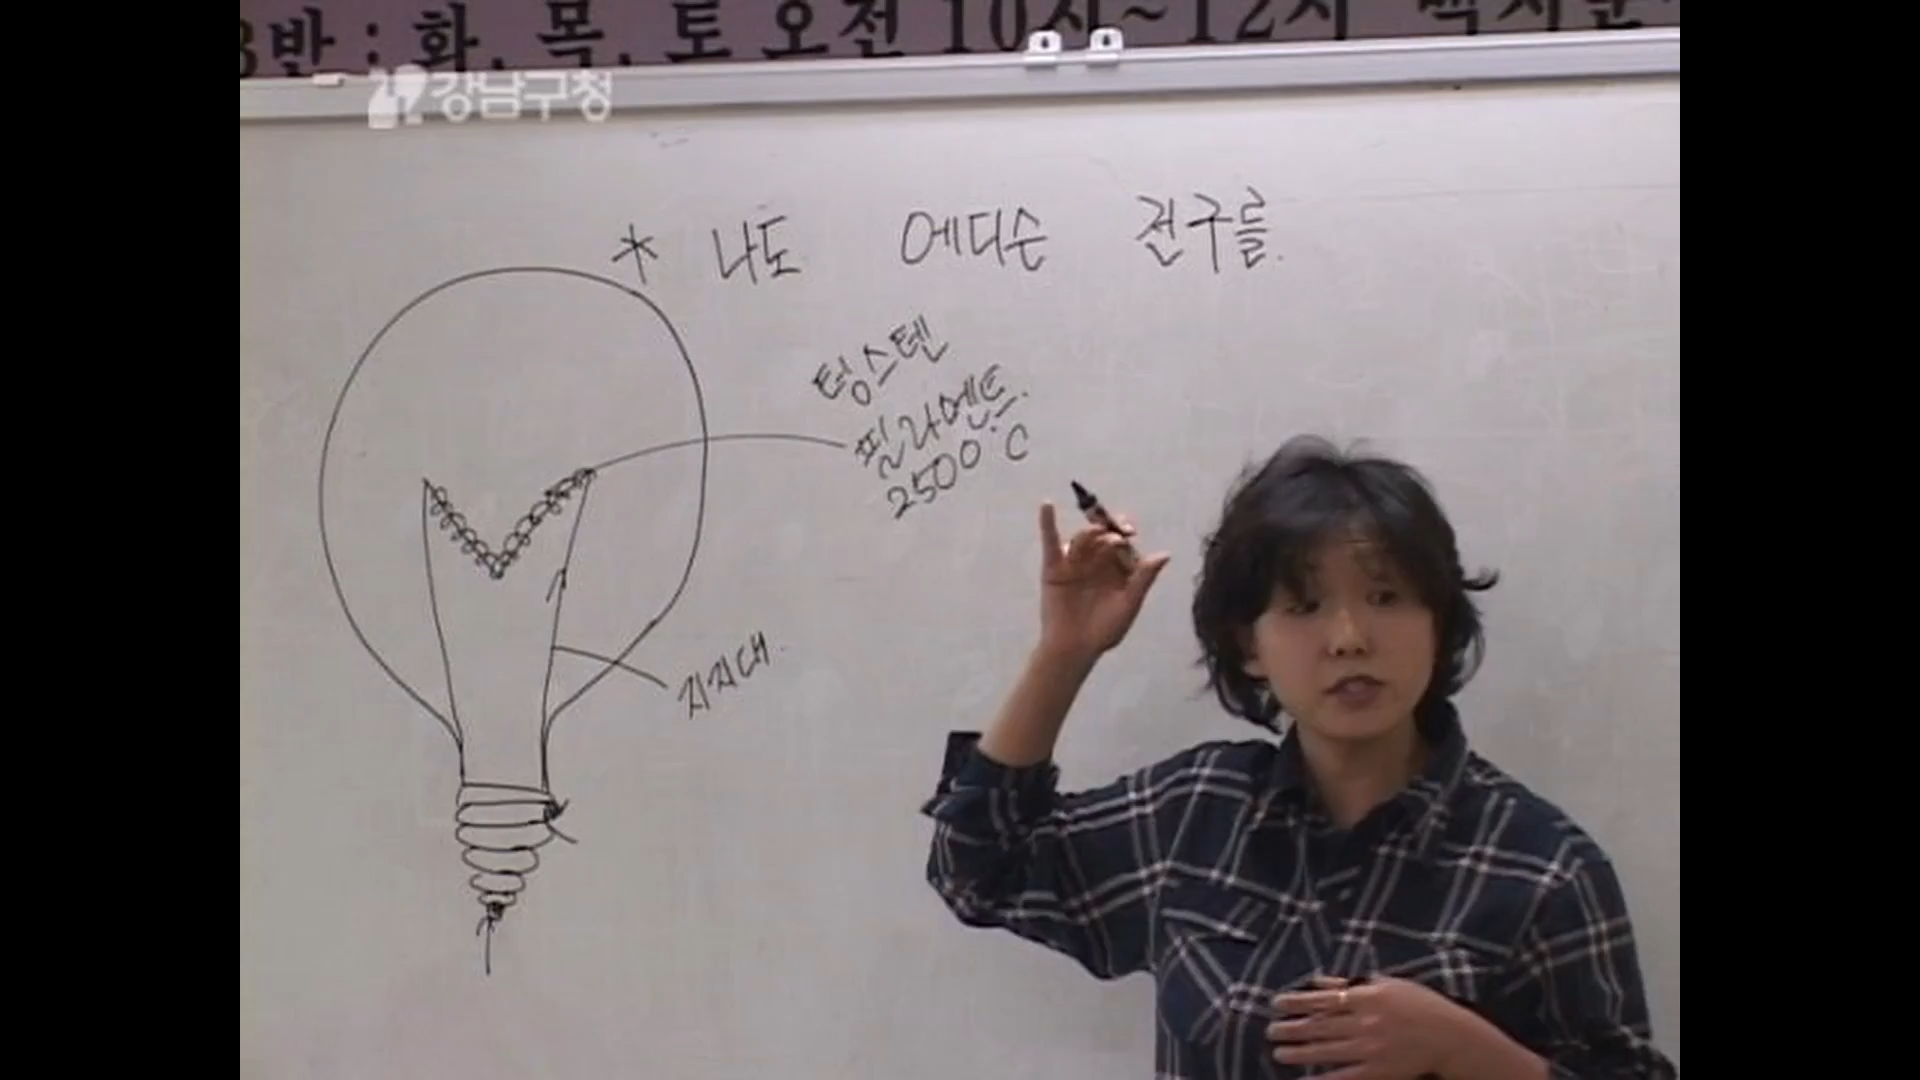 3반 : 화, 목, 토 오전 10시~12시
강남구청
* 나도 에디슨 전구를.
텅스텐
필라멘트.
2500°C
지지대.